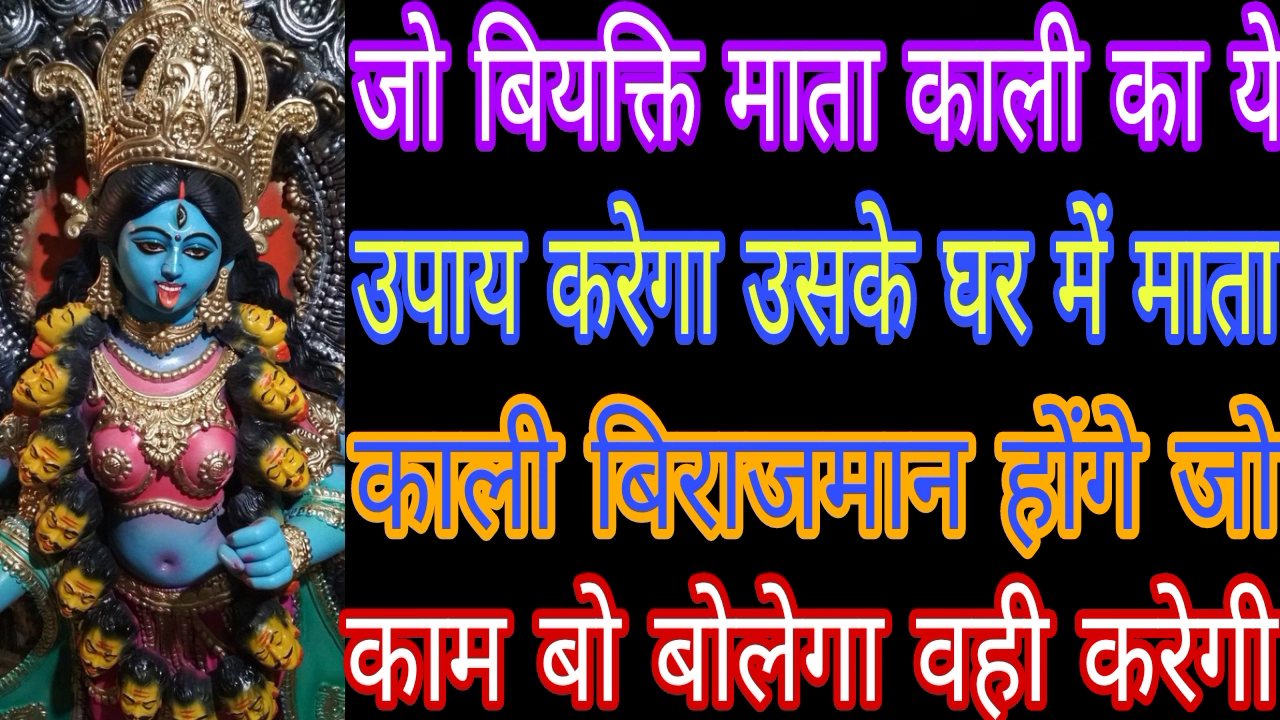 जो बियक्ति माता काली का ये
उपाय करेगा उसके घर में माता
काली बिराजमान होंगे जो
काम बो बोलेगा वही करेगी